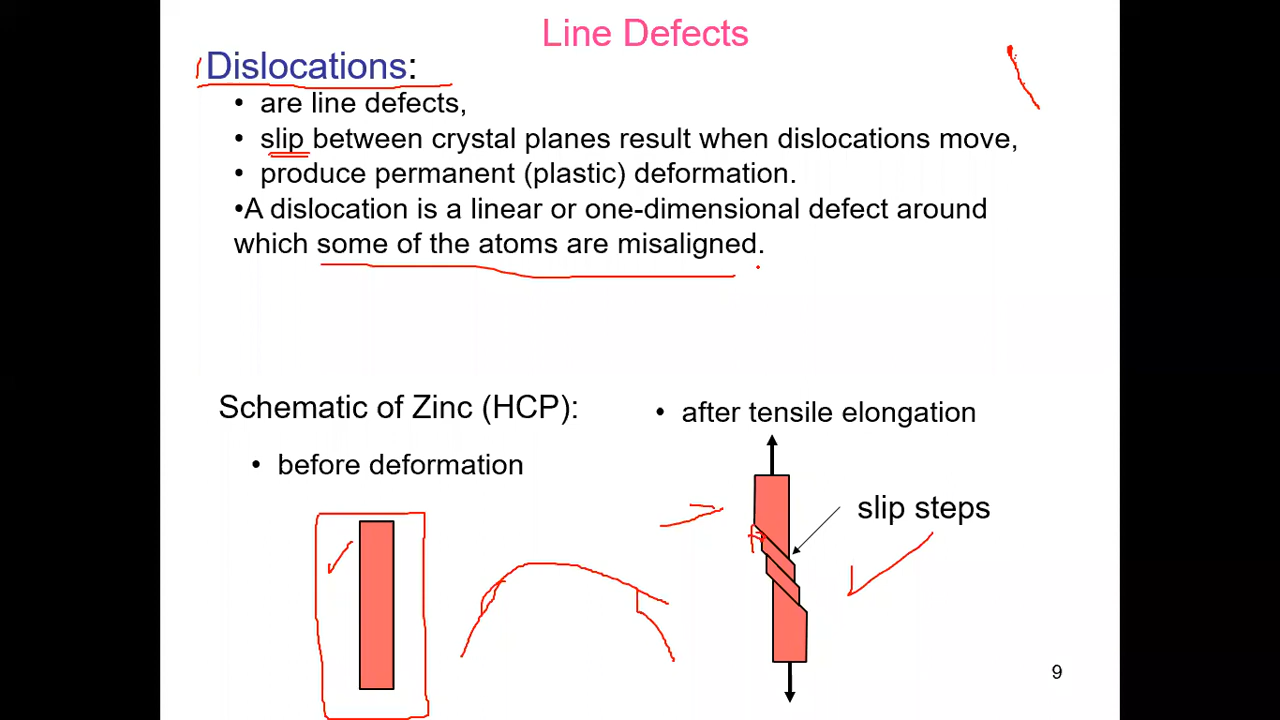 Line Defects
Dislocations:
• are line defects,
• slip between crystal planes result when dislocations move,
• produce permanent (plastic) deformation.
•A dislocation is a linear or one-dimensional defect around
which some of the atoms are misaligned.
Schematic of Zinc (HCP):
• before deformation
• after tensile elongation
slip steps
9